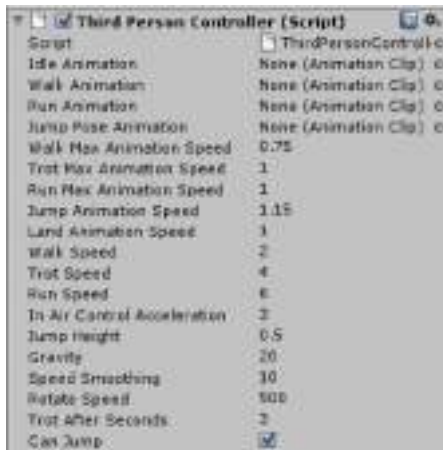 Third Person Controller (Script)
Script ThirdPersonControll
Idle Animation None (Animation Clip)
Walk Animation None (Animation Clip)
Run Animation None (Animation Clip)
Jump Pose Animation None (Animation Clip)
Walk Max Animation Speed 0.75
Trot Max Animation Speed 1
Run Max Animation Speed 1
Jump Animation Speed 1.15
Land Animation Speed 1
Walk Speed 2
Trot Speed 4
Run Speed 6
In Air Control Acceleration 3
Jump Height 0.5
Gravity 20
Speed Smoothing 10
Rotate Speed 500
Trot After Seconds 3
Can Jump